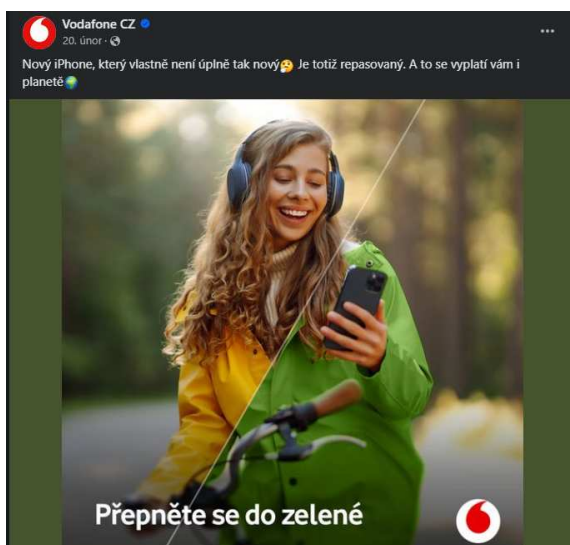 Vodafone CZ
20. únor ·
Nový iPhone, který vlastně není úplně tak nový🤔 Je totiž repasovaný. A to se vyplatí vám i
planetě🌍
Přepněte se do zelené